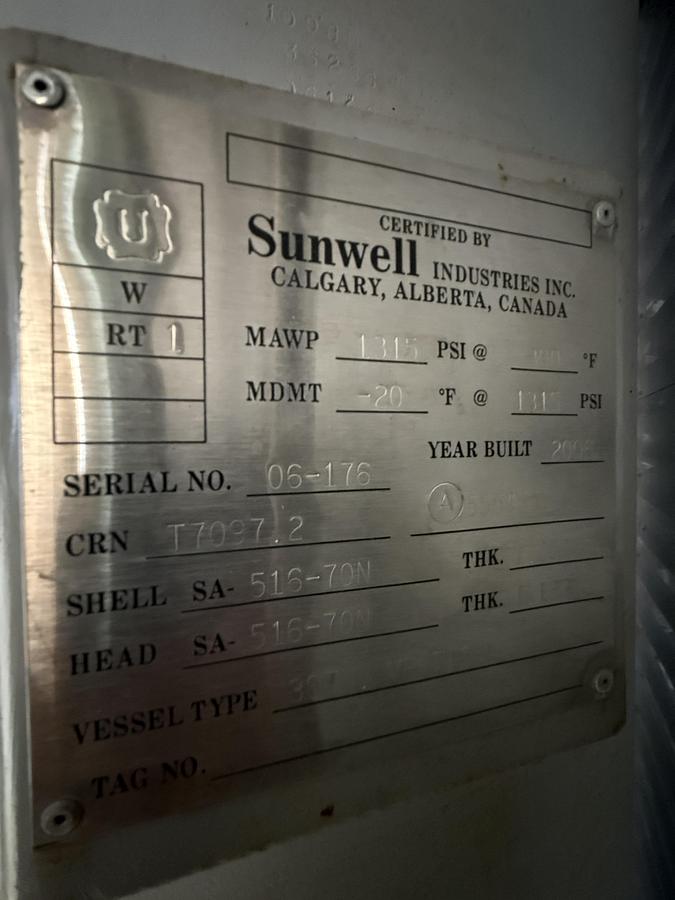 U
W
RT 1
CERTIFIED BY
Sunwell INDUSTRIES INC.
CALGARY, ALBERTA, CANADA
MAWP 1315 PSI @ °F
MDMT -20 °F @ 1315 PSI
YEAR BUILT
SERIAL NO. 06-176
A
CRN T7097.2
SHELL SA- 516-70N THK.
HEAD SA- 516-70N THK.
VESSEL TYPE
TAG NO.